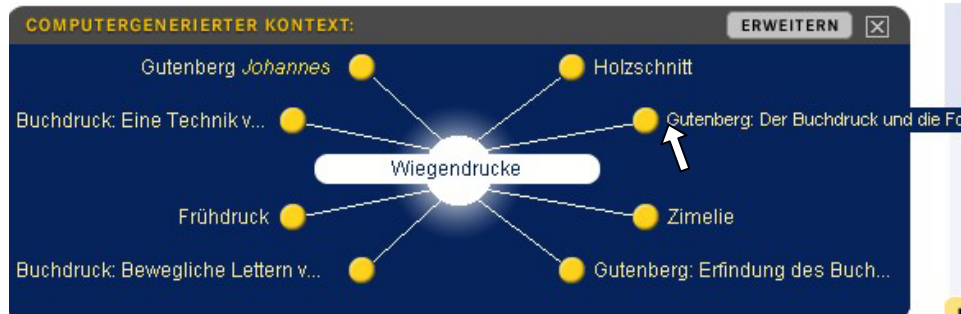 COMPUTERGENERIERTER KONTEXT:
ERWEITERN
Gutenberg Johannes
Holzschnitt
Buchdruck: Eine Technik v...
Gutenberg: Der Buchdruck und die Fo
Wiegendrucke
Frühdruck
Zimelie
Buchdruck: Bewegliche Lettern v...
Gutenberg: Erfindung des Buch...